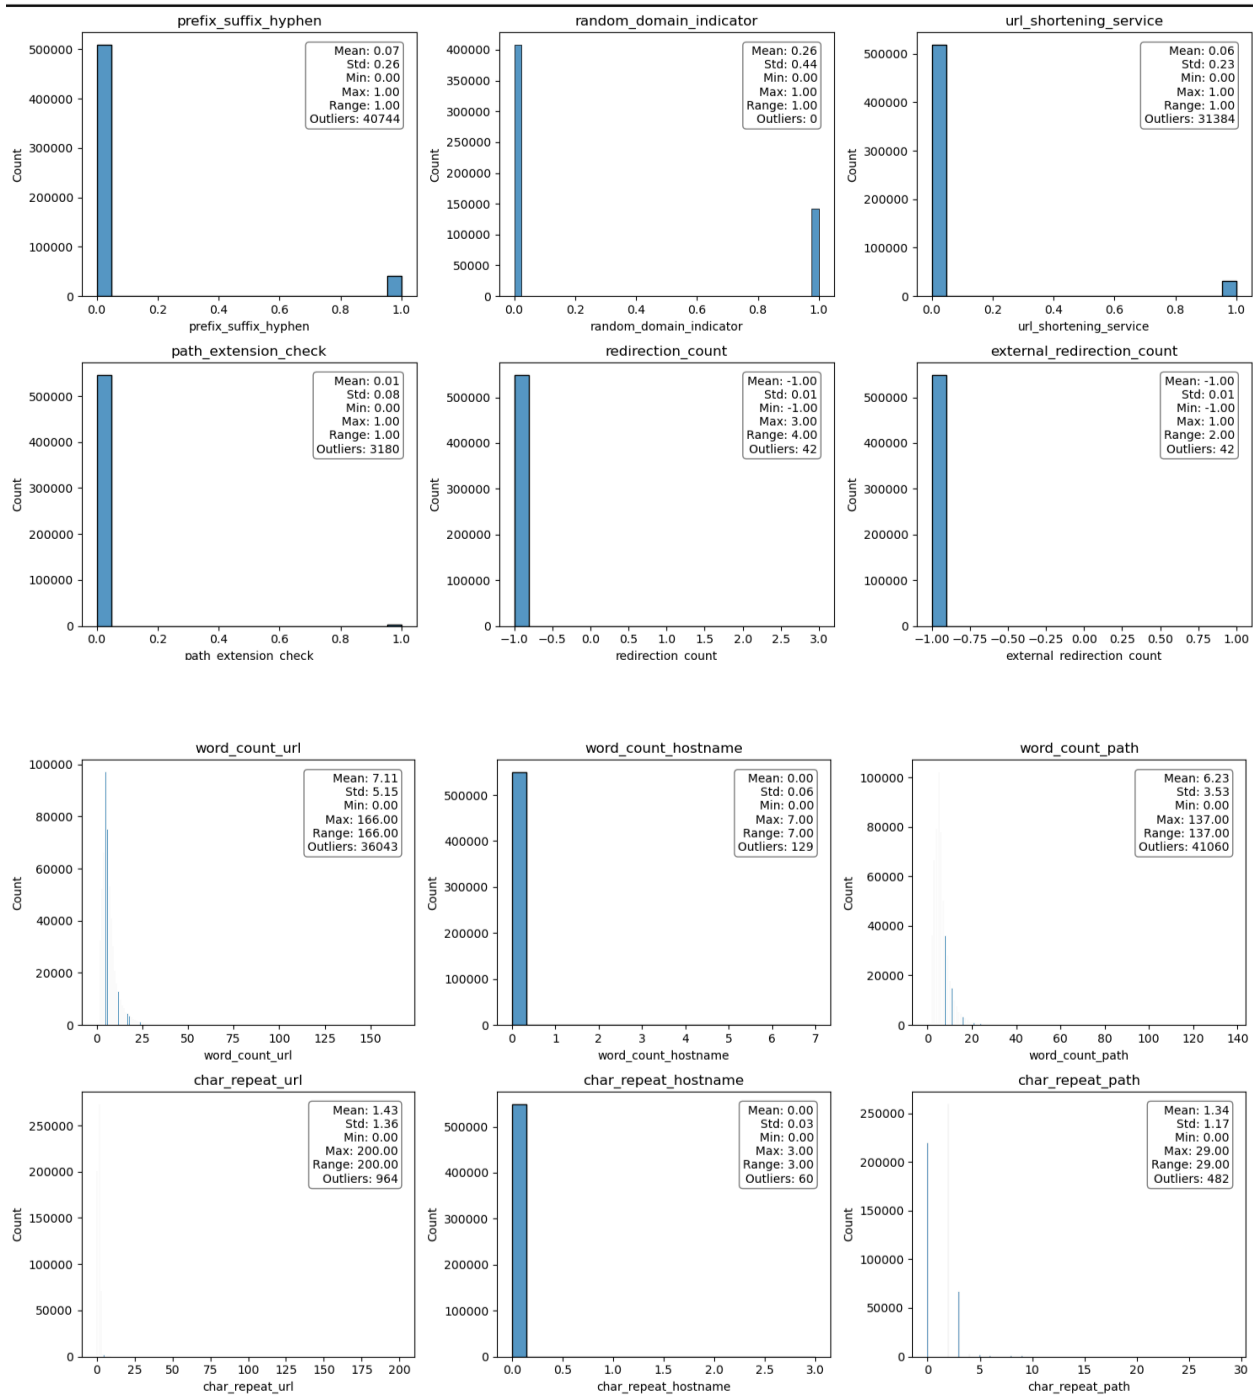 prefix_suffix_hyphen
500000
400000
300000
200000
100000
0
Count
Mean: 0.07
Std: 0.26
Min: 0.00
Max: 1.00
Range: 1.00
Outliers: 40744
0.0 0.2 0.4 0.6 0.8 1.0
prefix_suffix_hyphen
random_domain_indicator
400000
350000
300000
250000
200000
150000
100000
50000
0
Count
Mean: 0.26
Std: 0.44
Min: 0.00
Max: 1.00
Range: 1.00
Outliers: 0
0.0 0.2 0.4 0.6 0.8 1.0
random_domain_indicator
url_shortening_service
500000
400000
300000
200000
100000
0
Count
Mean: 0.06
Std: 0.23
Min: 0.00
Max: 1.00
Range: 1.00
Outliers: 31384
0.0 0.2 0.4 0.6 0.8 1.0
url_shortening_service
path_extension_check
500000
400000
300000
200000
100000
0
Count
Mean: 0.01
Std: 0.08
Min: 0.00
Max: 1.00
Range: 1.00
Outliers: 3180
0.0 0.2 0.4 0.6 0.8 1.0
path_extension_check
redirection_count
500000
400000
300000
200000
100000
0
Count
Mean: -1.00
Std: 0.01
Min: -1.00
Max: 3.00
Range: 4.00
Outliers: 42
−1.0 −0.5 0.0 0.5 1.0 1.5 2.0 2.5 3.0
redirection_count
external_redirection_count
500000
400000
300000
200000
100000
0
Count
Mean: -1.00
Std: 0.01
Min: -1.00
Max: 1.00
Range: 2.00
Outliers: 42
−1.00 −0.75 −0.50 −0.25 0.00 0.25 0.50 0.75 1.00
external_redirection_count
word_count_url
100000
80000
60000
40000
20000
0
Count
Mean: 7.11
Std: 5.15
Min: 0.00
Max: 166.00
Range: 166.00
Outliers: 36043
0 25 50 75 100 125 150
word_count_url
word_count_hostname
500000
400000
300000
200000
100000
0
Count
Mean: 0.00
Std: 0.06
Min: 0.00
Max: 7.00
Range: 7.00
Outliers: 129
0 1 2 3 4 5 6 7
word_count_hostname
word_count_path
100000
80000
60000
40000
20000
0
Count
Mean: 6.23
Std: 3.53
Min: 0.00
Max: 137.00
Range: 137.00
Outliers: 41060
0 20 40 60 80 100 120 140
word_count_path
char_repeat_url
250000
200000
150000
100000
50000
0
Count
Mean: 1.43
Std: 1.36
Min: 0.00
Max: 200.00
Range: 200.00
Outliers: 964
0 25 50 75 100 125 150 175 200
char_repeat_url
char_repeat_hostname
500000
400000
300000
200000
100000
0
Count
Mean: 0.00
Std: 0.03
Min: 0.00
Max: 3.00
Range: 3.00
Outliers: 60
0.0 0.5 1.0 1.5 2.0 2.5 3.0
char_repeat_hostname
char_repeat_path
250000
200000
150000
100000
50000
0
Count
Mean: 1.34
Std: 1.17
Min: 0.00
Max: 29.00
Range: 29.00
Outliers: 482
0 5 10 15 20 25 30
char_repeat_path